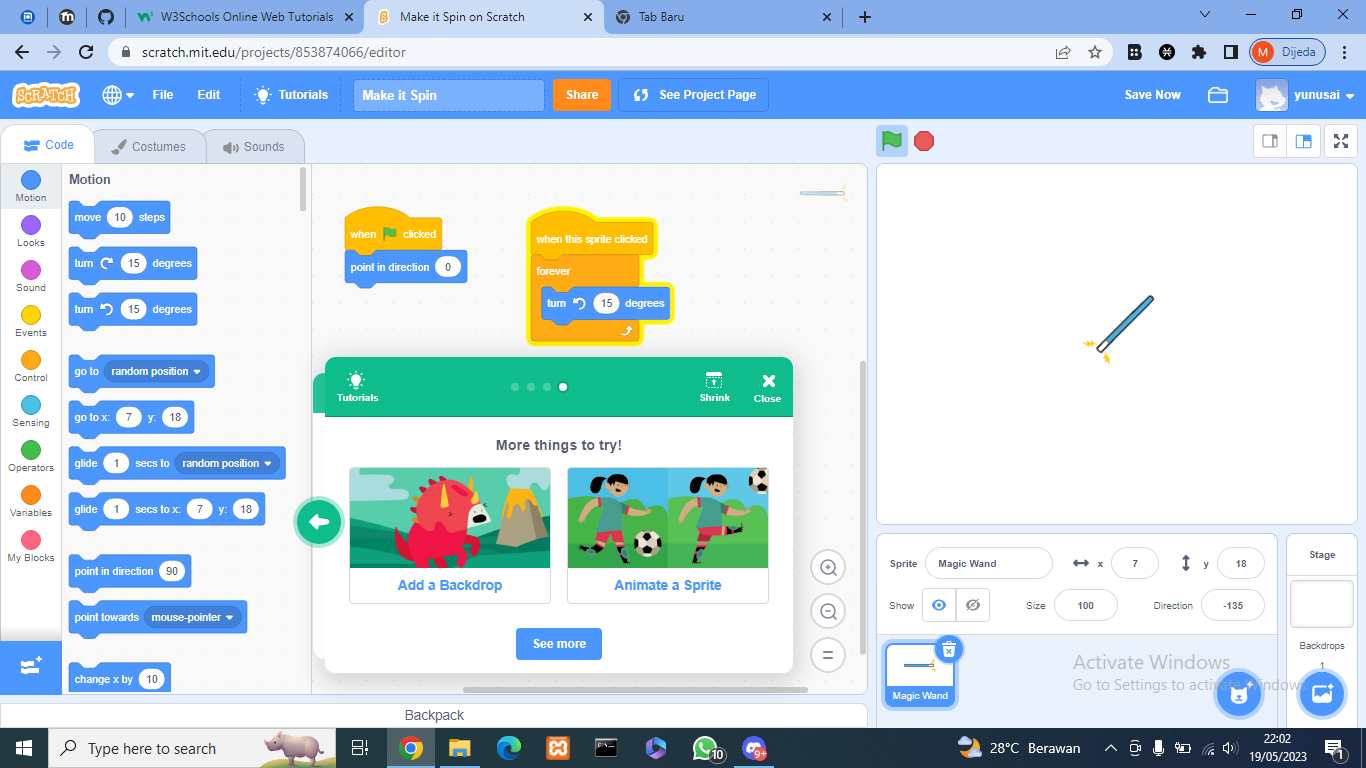 W3Schools Online Web Tutorials
Make it Spin on Scratch
Tab Baru
scratch.mit.edu/projects/853874066/editor
M
Dijeda
SCRATCH
File
Edit
Tutorials
Make it Spin
Share
See Project Page
Save Now
yunusai
Code
Costumes
Sounds
Motion
Looks
Sound
Events
Control
Sensing
Operators
Variables
My Blocks
Motion
move 10 steps
turn 15 degrees
turn 15 degrees
go to random position
go to x: 7 y: 18
glide 1 secs to random position
glide 1 secs to x: 7 y: 18
point in direction 90
point towards mouse-pointer
change x by 10
when clicked
point in direction 0
when this sprite clicked
forever
turn 15 degrees
Tutorials
Shrink
Close
More things to try!
Add a Backdrop
Animate a Sprite
See more
Backpack
Sprite
Magic Wand
x
7
y
18
Show
Size
100
Direction
-135
Magic Wand
Stage
Backdrops
1
Activate Windows
Go to Settings to activate Windows.
Type here to search
10
9+
28°C Berawan
22:02
19/05/2023
1